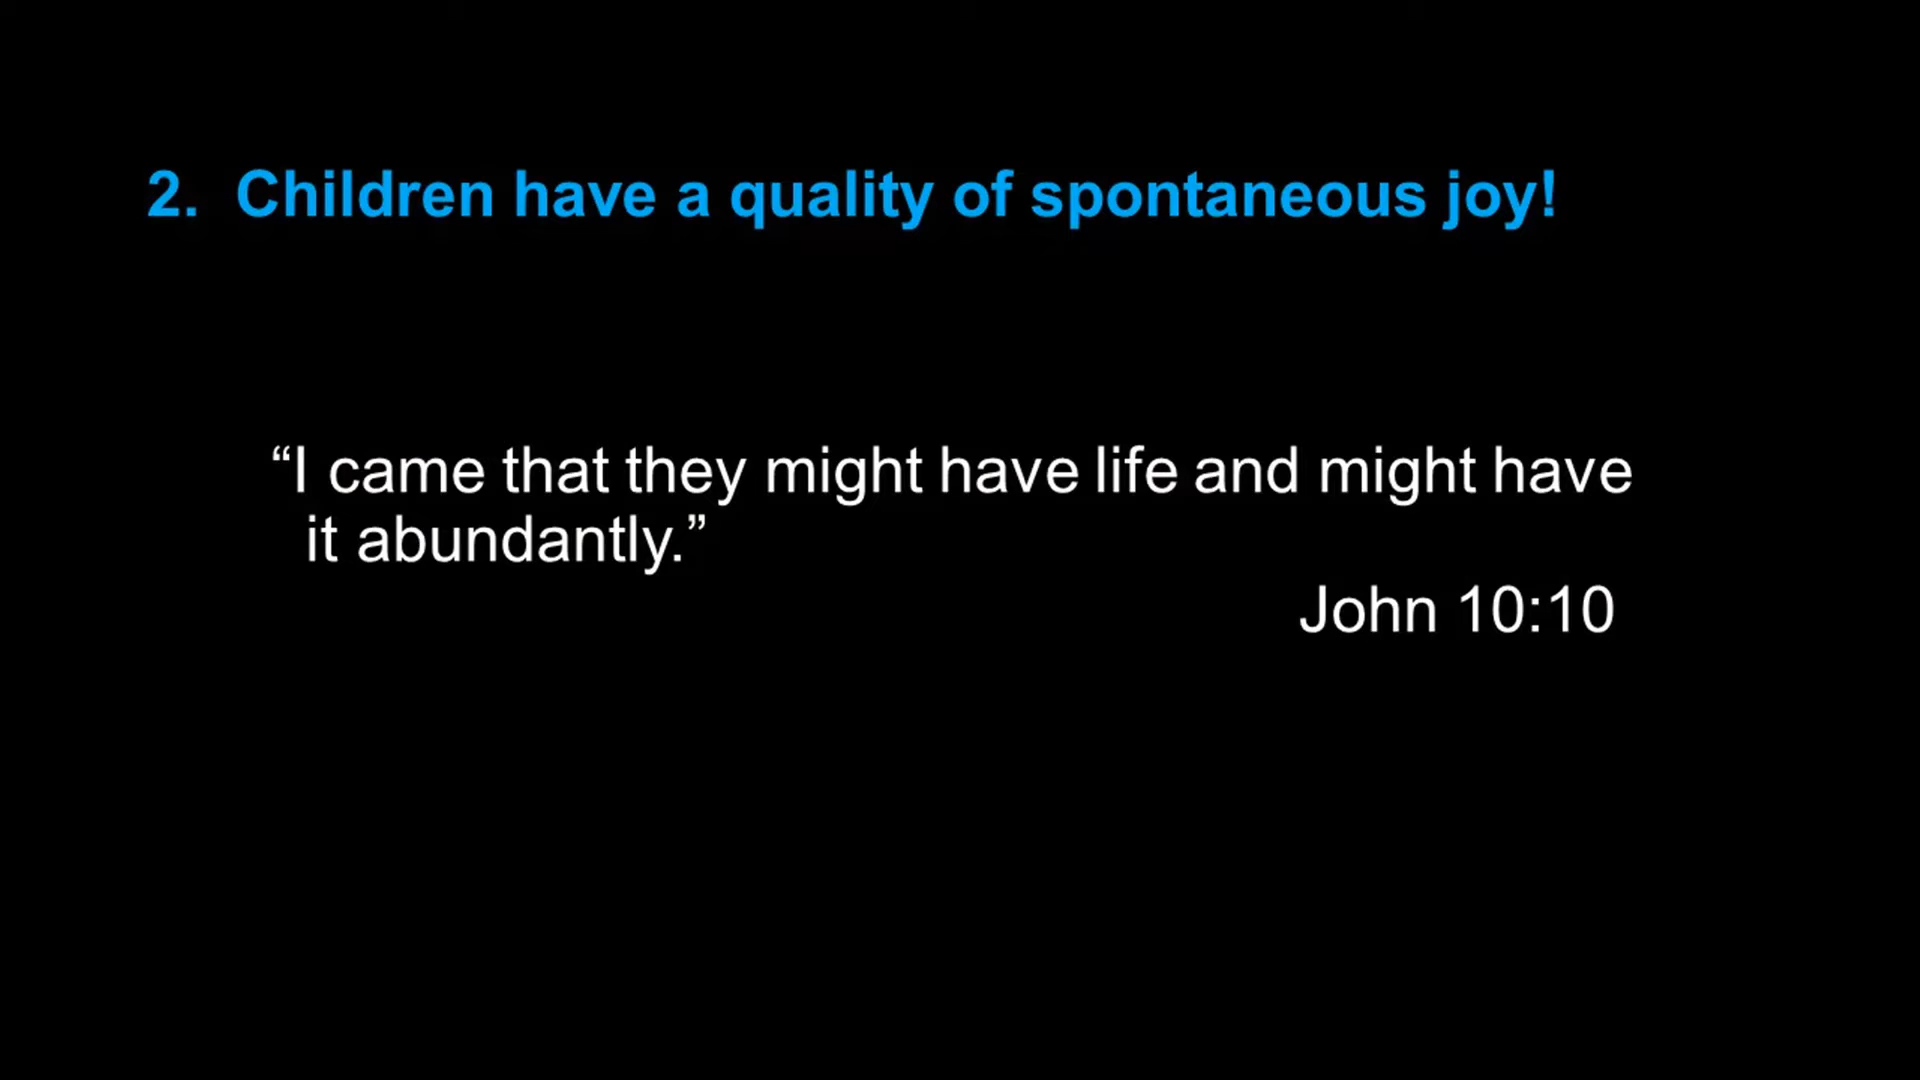 2. Children have a quality of spontaneous joy!
“I came that they might have life and might have
it abundantly.”
John 10:10